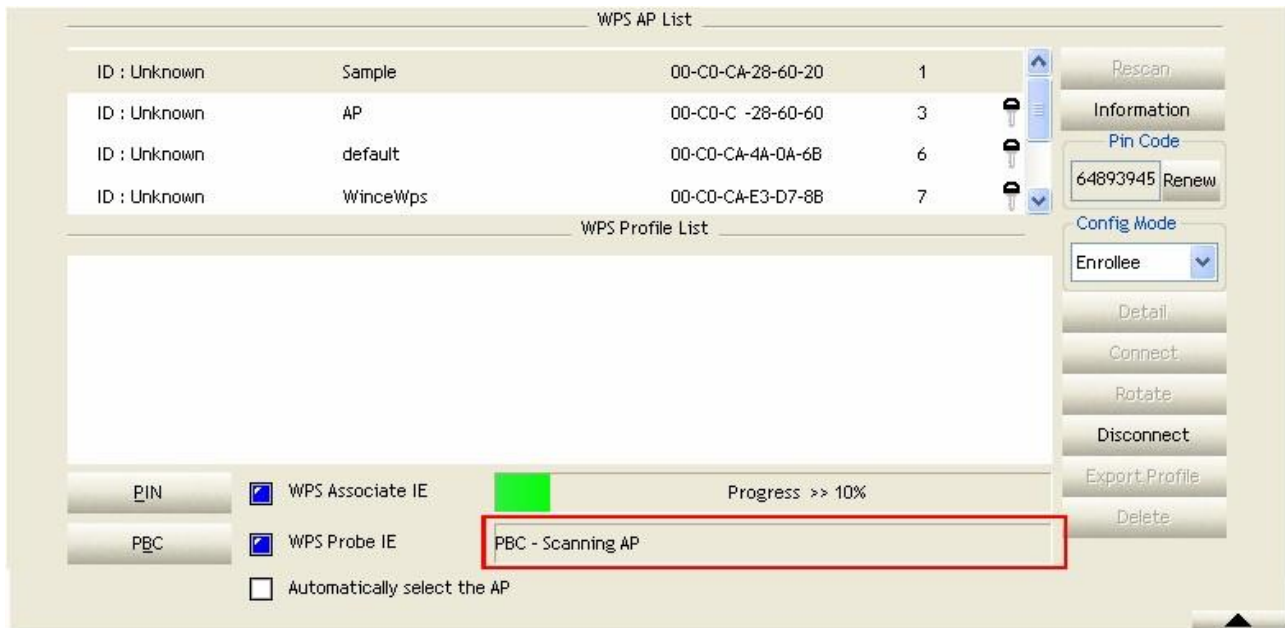 WPS AP List
ID : Unknown Sample 00-C0-CA-28-60-20 1
ID : Unknown AP 00-C0-C -28-60-60 3
ID : Unknown default 00-C0-CA-4A-0A-6B 6
ID : Unknown WinceWps 00-C0-CA-E3-D7-8B 7
Rescan
Information
Pin Code
64893945 Renew
Config Mode
Enrollee
WPS Profile List
Detail
Connect
Rotate
Disconnect
Export Profile
Delete
PIN WPS Associate IE Progress >> 10%
PBC WPS Probe IE PBC - Scanning AP
Automatically select the AP